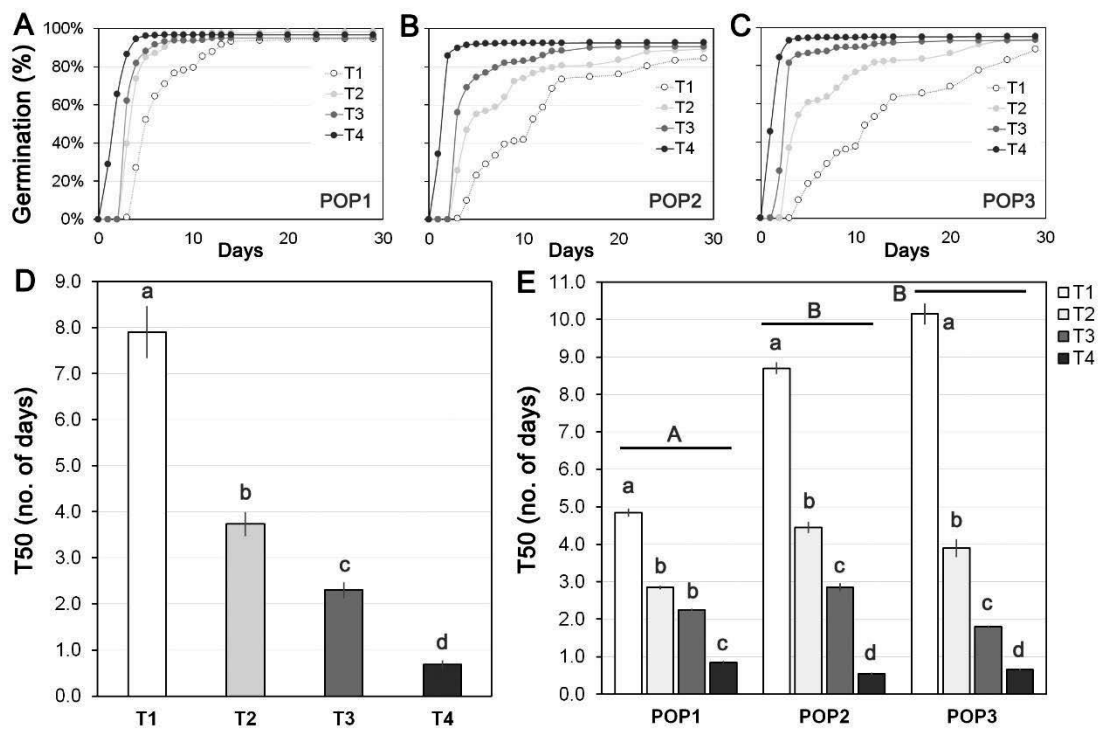 A
B
C
Germination (%)
100%
80%
60%
40%
20%
0%
T1
T2
T3
T4
POP1
0
10
20
30
Days
T1
T2
T3
T4
POP2
0
10
20
30
Days
T1
T2
T3
T4
POP3
0
10
20
30
Days
D
T50 (no. of days)
9.0
8.0
7.0
6.0
5.0
4.0
3.0
2.0
1.0
0.0
a
b
c
d
T1
T2
T3
T4
E
T50 (no. of days)
11.0
10.0
9.0
8.0
7.0
6.0
5.0
4.0
3.0
2.0
1.0
0.0
A
a
b
b
c
B
a
b
c
d
B
a
b
c
d
POP1
POP2
POP3
T1
T2
T3
T4